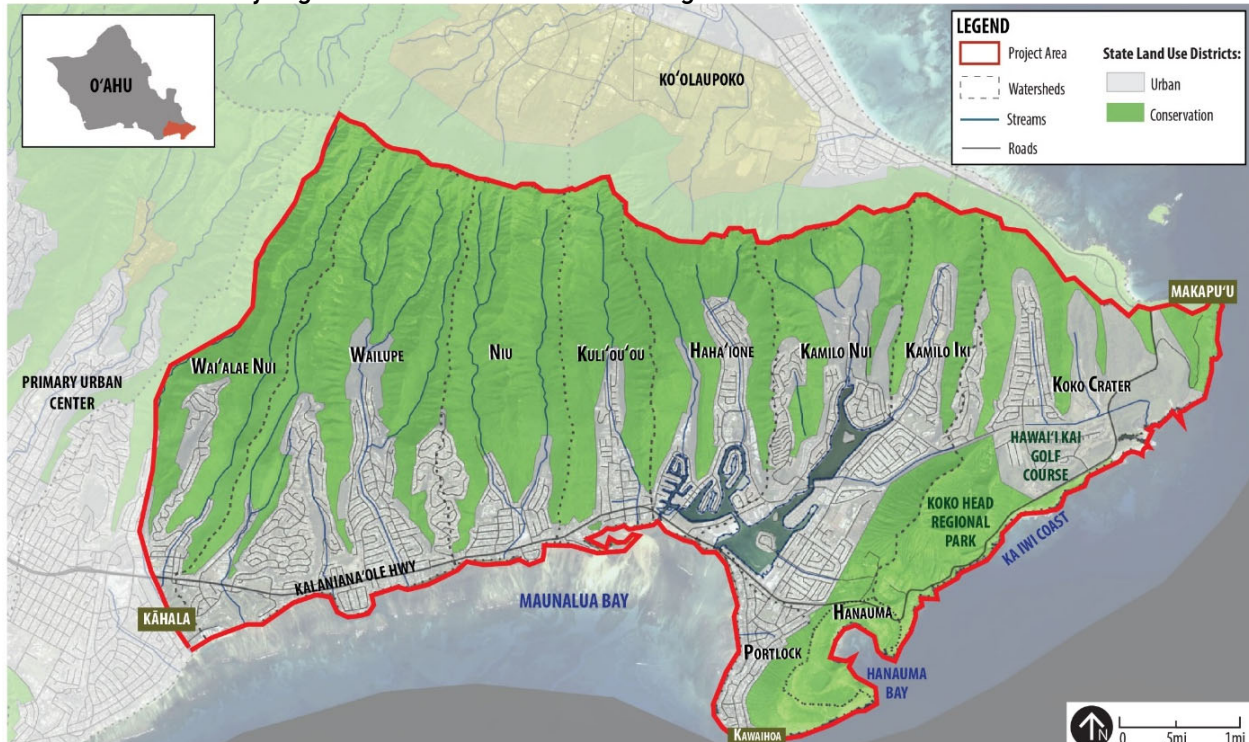 O‘AHU
KO‘OLAUPOKO
LEGEND
Project Area
Watersheds
Streams
Roads
State Land Use Districts:
Urban
Conservation
MAKAPU‘U
WAI‘ALAE NUI
WAILUPE
NIU
KULI‘OU‘OU
HAHA‘IONE
KAMILO NUI
KAMILO IKI
KOKO CRATER
PRIMARY URBAN
CENTER
HAWAI‘I KAI
GOLF
COURSE
KOKO HEAD
REGIONAL
PARK
KA IWI COAST
KALANIANA‘OLE HWY
MAUNALUA BAY
KĀHALA
HANAUMA
PORTLOCK
HANAUMA
BAY
KAWAIHOA
N
0 5mi 1mi